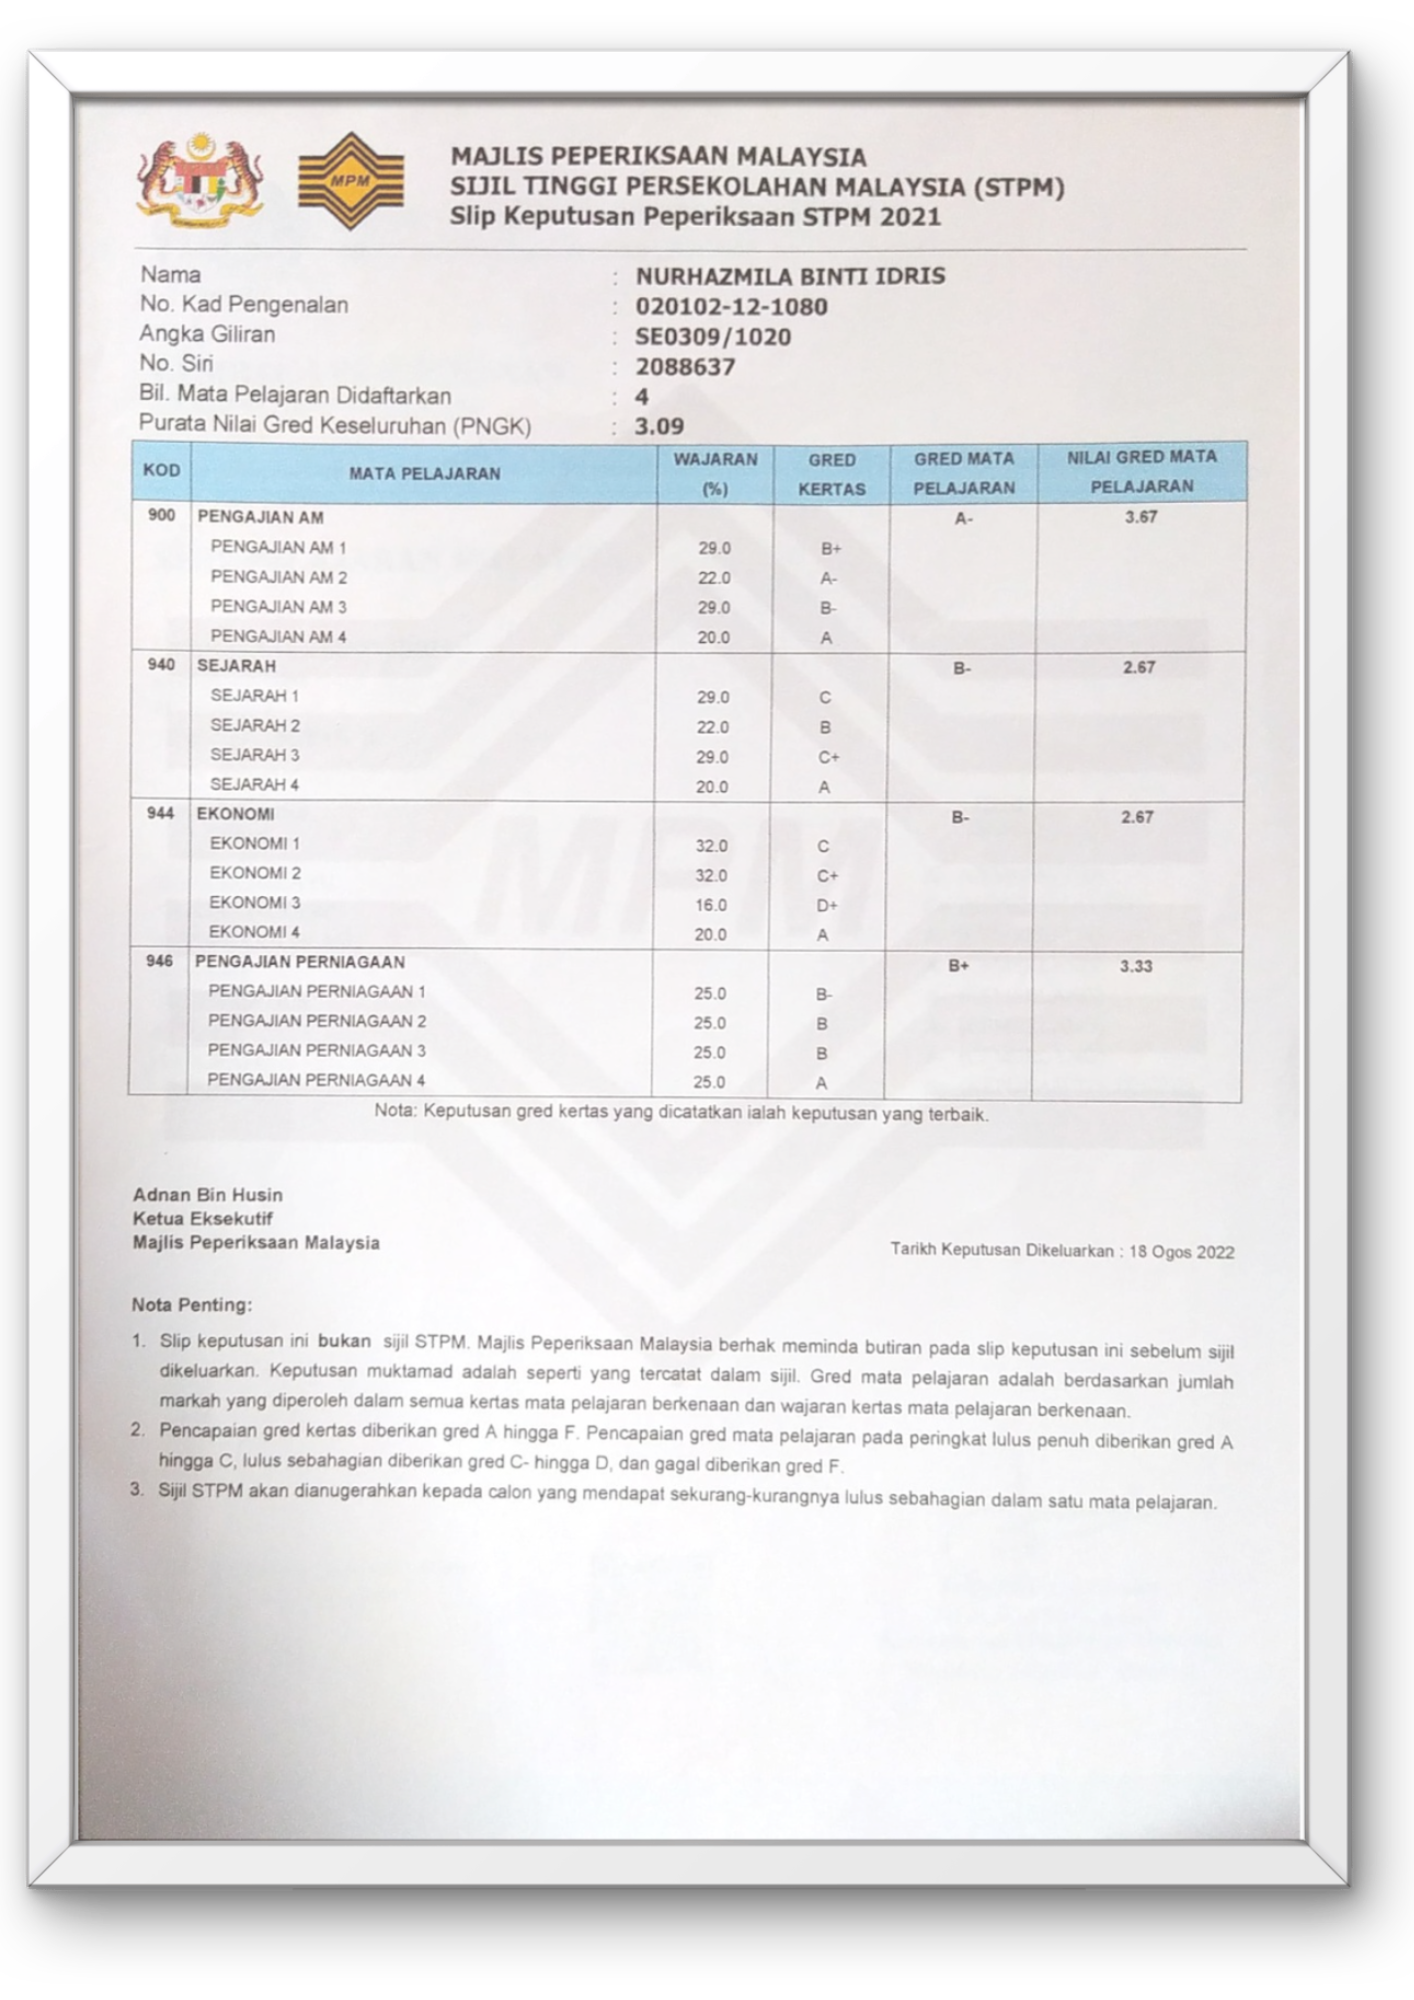 MPM
MAJLIS PEPERIKSAAN MALAYSIA
SIJIL TINGGI PERSEKOLAHAN MALAYSIA (STPM)
Slip Keputusan Peperiksaan STPM 2021
Nama : NURHAZMILA BINTI IDRIS
No. Kad Pengenalan : 020102-12-1080
Angka Giliran : SE0309/1020
No. Siri : 2088637
Bil. Mata Pelajaran Didaftarkan : 4
Purata Nilai Gred Keseluruhan (PNGK) : 3.09
KOD MATA PELAJARAN WAJARAN (%) GRED KERTAS GRED MATA PELAJARAN NILAI GRED MATA PELAJARAN
900 PENGAJIAN AM A- 3.67
PENGAJIAN AM 1 29.0 B+
PENGAJIAN AM 2 22.0 A-
PENGAJIAN AM 3 29.0 B-
PENGAJIAN AM 4 20.0 A
940 SEJARAH B- 2.67
SEJARAH 1 29.0 C
SEJARAH 2 22.0 B
SEJARAH 3 29.0 C+
SEJARAH 4 20.0 A
944 EKONOMI B- 2.67
EKONOMI 1 32.0 C
EKONOMI 2 32.0 C+
EKONOMI 3 16.0 D+
EKONOMI 4 20.0 A
946 PENGAJIAN PERNIAGAAN B+ 3.33
PENGAJIAN PERNIAGAAN 1 25.0 B-
PENGAJIAN PERNIAGAAN 2 25.0 B
PENGAJIAN PERNIAGAAN 3 25.0 B
PENGAJIAN PERNIAGAAN 4 25.0 A
MPM
Nota: Keputusan gred kertas yang dicatatkan ialah keputusan yang terbaik.
Adnan Bin Husin
Ketua Eksekutif
Majlis Peperiksaan Malaysia
Tarikh Keputusan Dikeluarkan : 18 Ogos 2022
Nota Penting:
1. Slip keputusan ini bukan sijil STPM. Majlis Peperiksaan Malaysia berhak meminda butiran pada slip keputusan ini sebelum sijil
dikeluarkan. Keputusan muktamad adalah seperti yang tercatat dalam sijil. Gred mata pelajaran adalah berdasarkan jumlah
markah yang diperoleh dalam semua kertas mata pelajaran berkenaan dan wajaran kertas mata pelajaran berkenaan.
2. Pencapaian gred kertas diberikan gred A hingga F. Pencapaian gred mata pelajaran pada peringkat lulus penuh diberikan gred A
hingga C, lulus sebahagian diberikan gred C- hingga D, dan gagal diberikan gred F.
3. Sijil STPM akan dianugerahkan kepada calon yang mendapat sekurang-kurangnya lulus sebahagian dalam satu mata pelajaran.